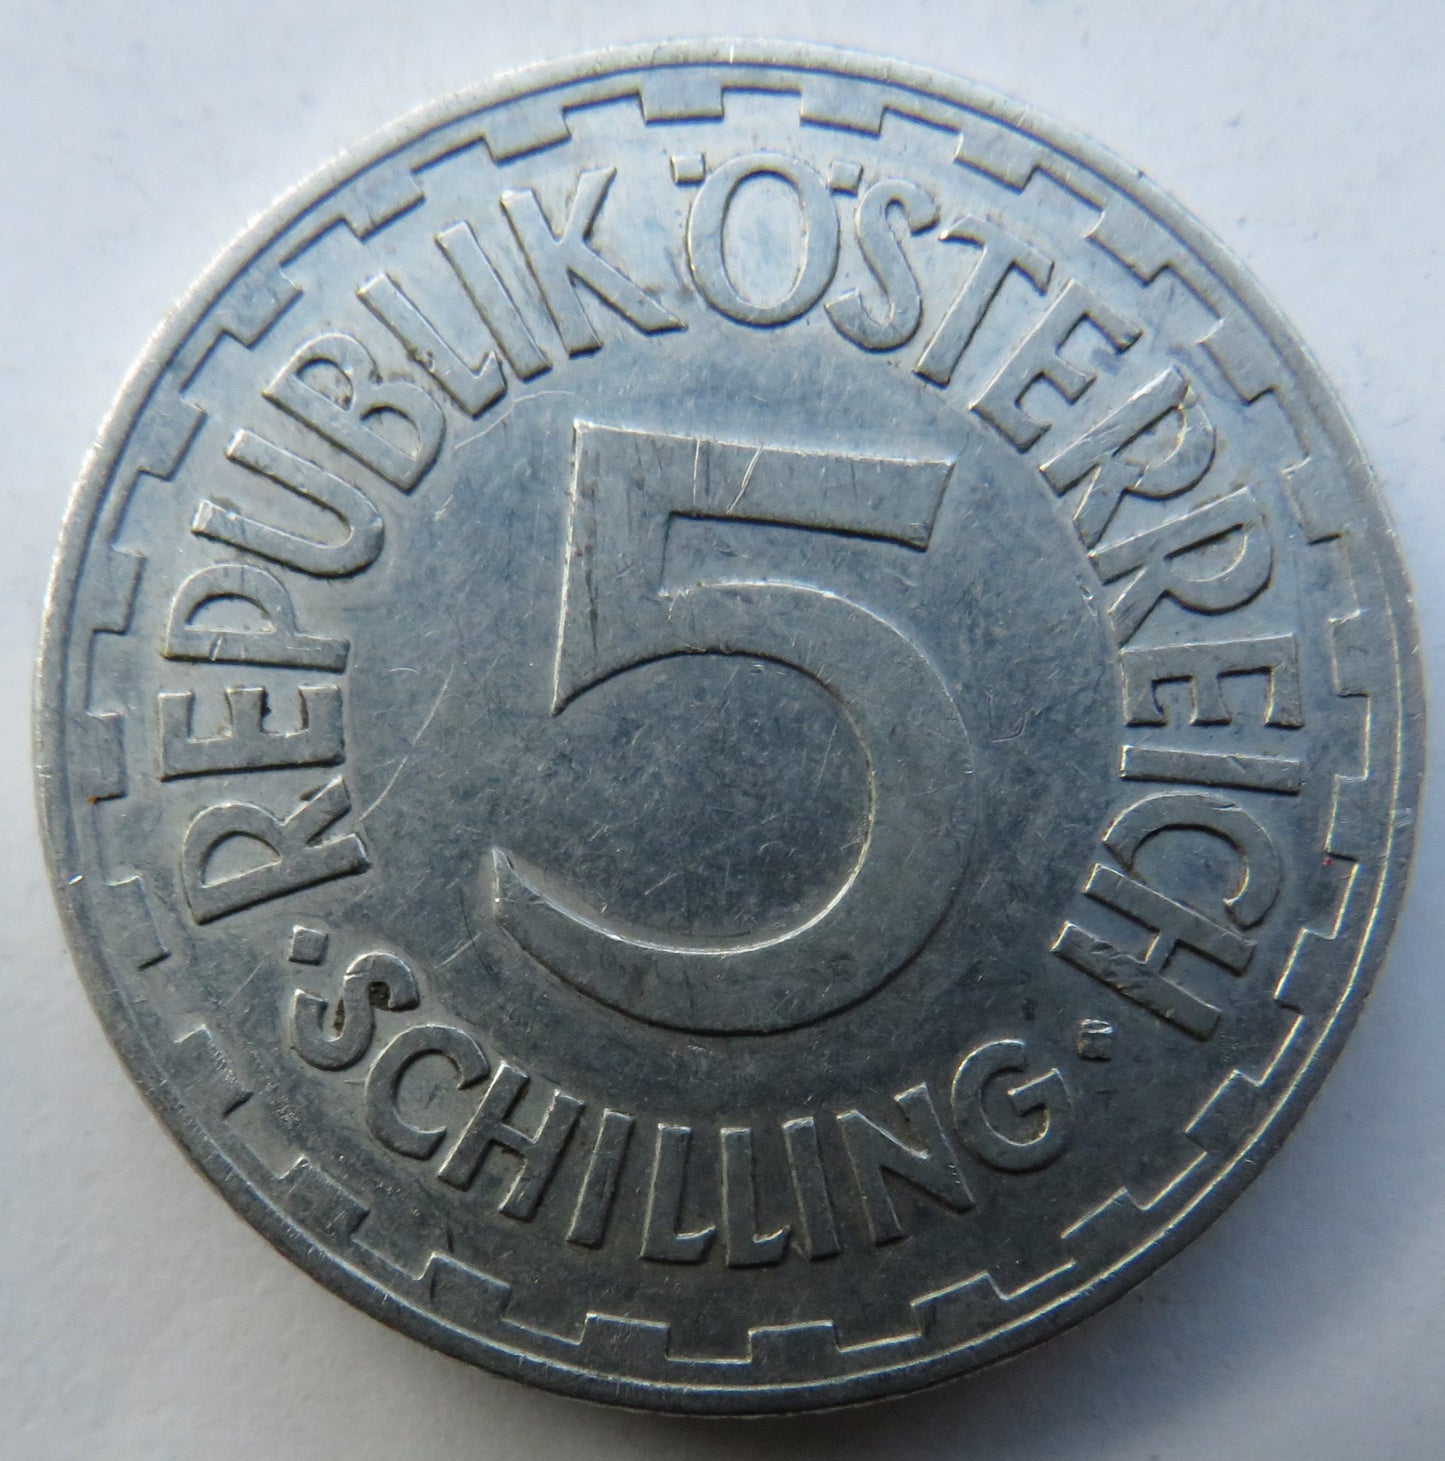 REPUBLIK ÖSTERREICH
5
·SCHILLING·